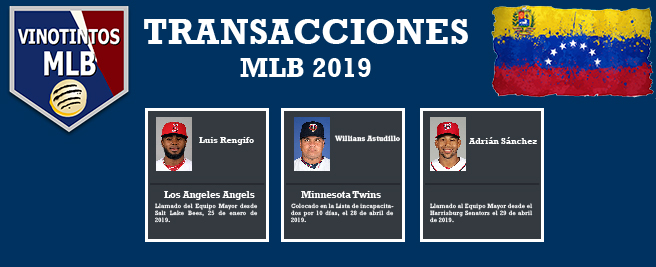 VINOTINTOS
MLB
TRANSACCIONES
MLB 2019
Luis Rengifo
Los Angeles Angels
Llamado del Equipo Mayor desde
Salt Lake Bees, 25 de enero de
2019.
Willians Astudillo
Minnesota Twins
Colocado en la Lista de incapacita-
dos por 10 días, el 28 de abril de
2019.
Adrián Sánchez
Llamado al Equipo Mayor desde el
Harrisburg Senators el 29 de abril
de 2019.